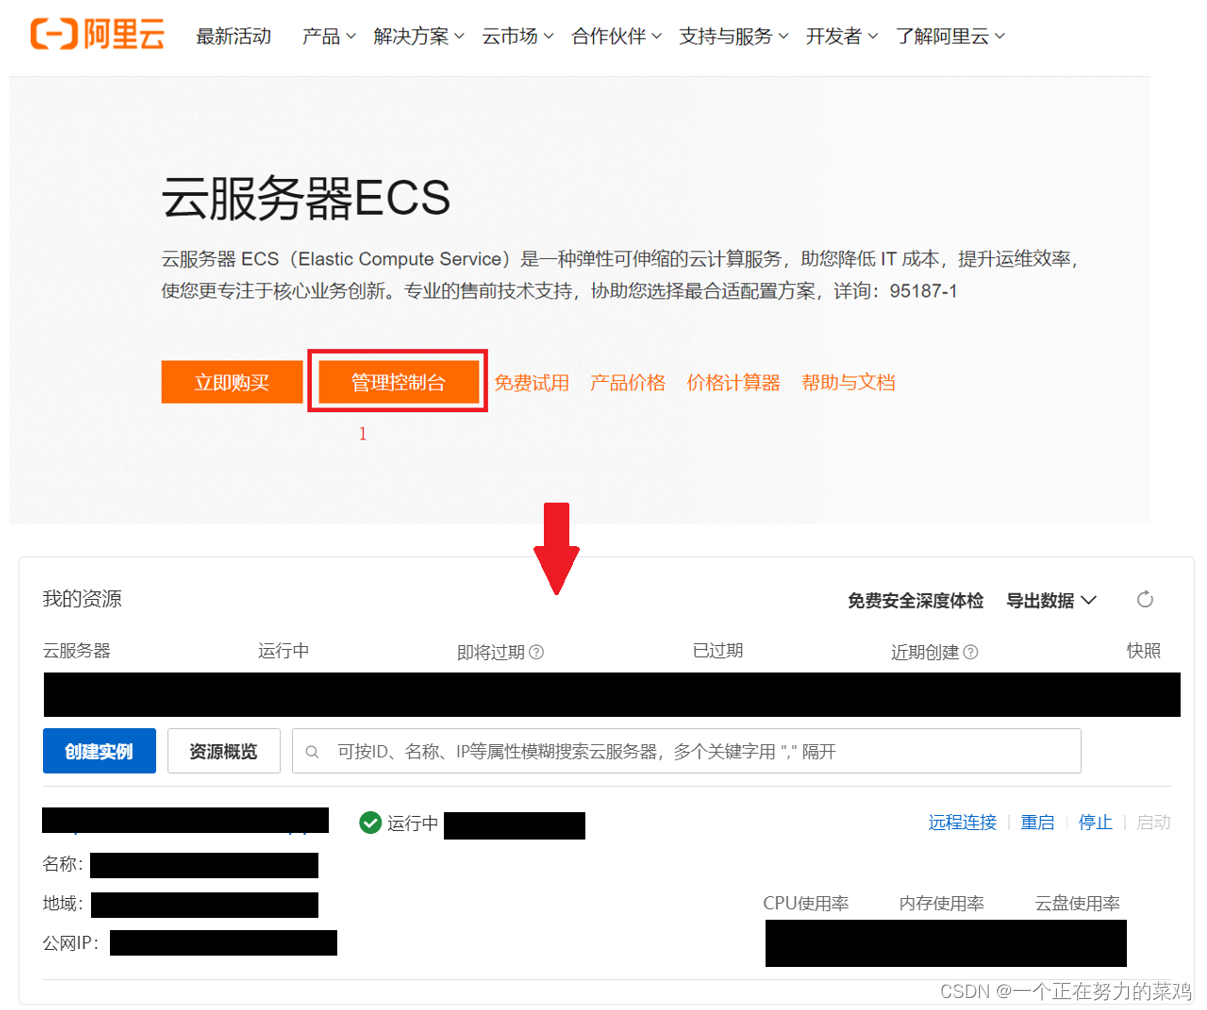 阿里云 最新活动 产品 解决方案 云市场 合作伙伴 支持与服务 开发者 了解阿里云
云服务器ECS
云服务器 ECS（Elastic Compute Service）是一种弹性可伸缩的云计算服务，助您降低 IT 成本，提升运维效率，
使您更专注于核心业务创新。专业的售前技术支持，协助您选择最合适配置方案，详询：95187-1
立即购买 管理控制台 免费试用 产品价格 价格计算器 帮助与文档
1
我的资源 免费安全深度体检 导出数据
云服务器 运行中 即将过期 已过期 近期创建 快照
创建实例 资源概览 可按ID、名称、IP等属性模糊搜索云服务器，多个关键字用 "," 隔开
运行中 远程连接 重启 停止 启动
名称：
地域： CPU使用率 内存使用率 云盘使用率
公网IP：
CSDN @一个正在努力的菜鸡